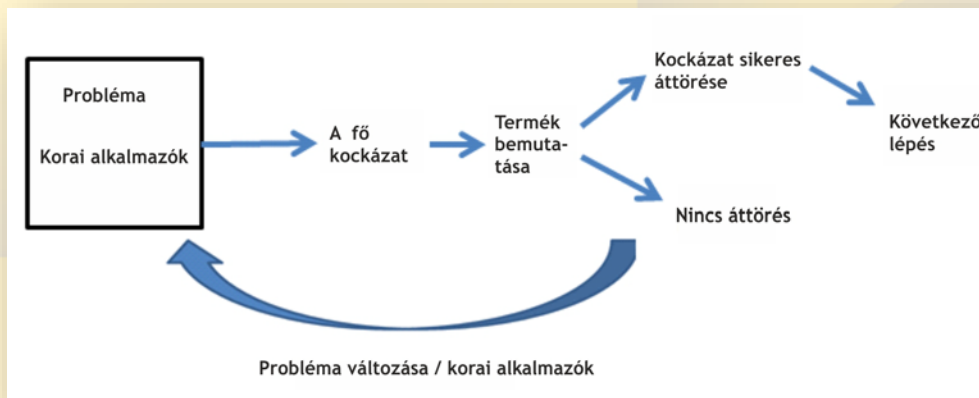 Probléma
Korai alkalmazók
A fő
kockázat
Termék
bemuta-
tása
Kockázat sikeres
áttörése
Következő
lépés
Nincs áttörés
Probléma változása / korai alkalmazók